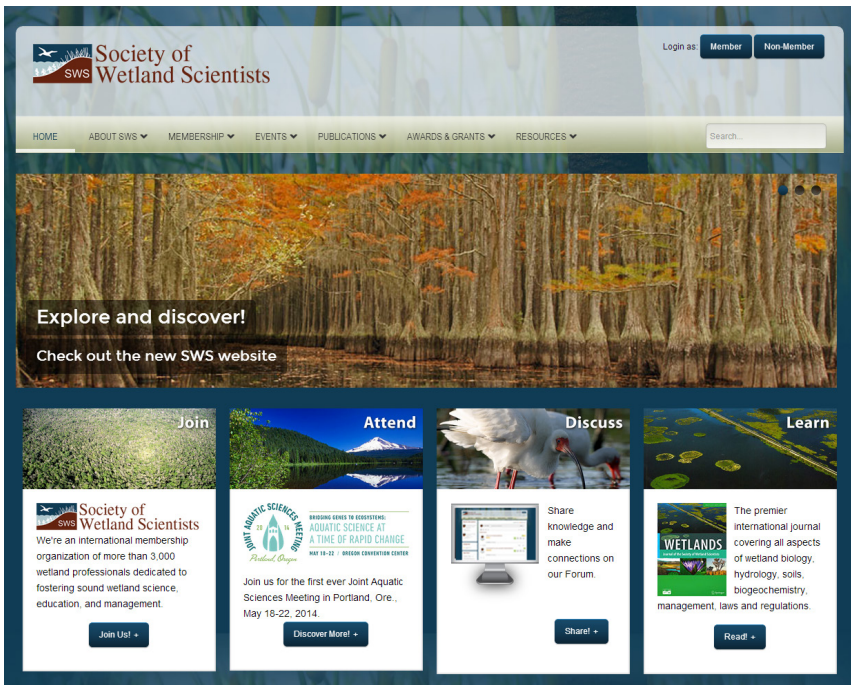 Society of
Wetland Scientists
SWS
Login as: Member Non-Member
HOME ABOUT SWS MEMBERSHIP EVENTS PUBLICATIONS AWARDS & GRANTS RESOURCES Search...
Explore and discover!
Check out the new SWS website
Join
Society of
Wetland Scientists
SWS
We're an international membership
organization of more than 3,000
wetland professionals dedicated to
fostering sound wetland science,
education, and management.
Join Us! +
Attend
JOINT AQUATIC SCIENCES MEETING
20 14
Portland, Oregon
BRIDGING GENES TO ECOSYSTEMS:
AQUATIC SCIENCE AT
A TIME OF RAPID CHANGE
MAY 18-22 / OREGON CONVENTION CENTER
Join us for the first ever Joint Aquatic
Sciences Meeting in Portland, Ore.,
May 18-22, 2014.
Discover More! +
Discuss
Share
knowledge and
make
connections on
our Forum.
Share! +
Learn
WETLANDS
The premier
international journal
covering all aspects
of wetland biology,
hydrology, soils,
biogeochemistry,
management, laws and regulations.
Read! +